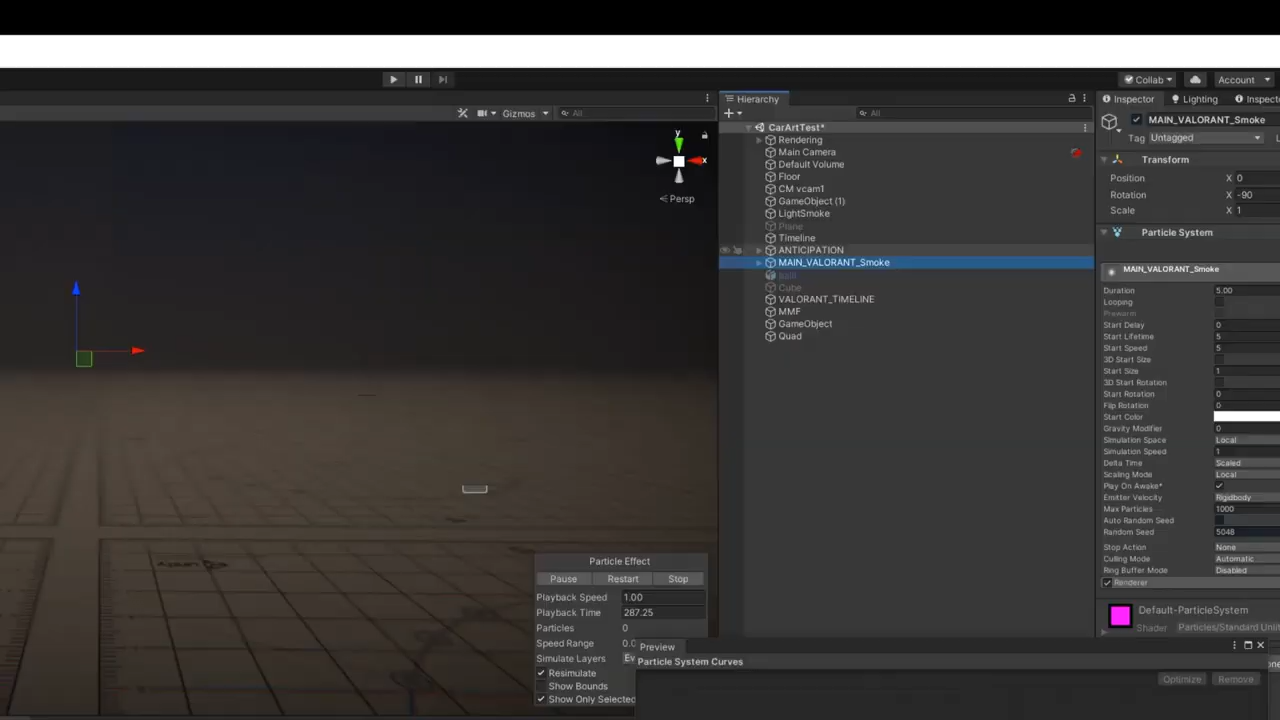 Collab
Account
Gizmos
All
y
x
Persp
Hierarchy
All
CarArtTest*
Rendering
Main Camera
Default Volume
Floor
CM vcam1
GameObject (1)
LightSmoke
Plane
Timeline
ANTICIPATION
MAIN_VALORANT_Smoke
Cube
VALORANT_TIMELINE
MMF
GameObject
Quad
Particle Effect
Pause
Restart
Stop
Playback Speed 1.00
Playback Time 287.25
Particles 0
Speed Range 0.0
Simulate Layers Ev
Resimulate
Show Bounds
Show Only Selected
Inspector
Lighting
Inspect
MAIN_VALORANT_Smoke
Tag Untagged
Transform
Position X 0
Rotation X -90
Scale X 1
Particle System
MAIN_VALORANT_Smoke
Duration 5.00
Looping
Prewarm
Start Delay 0
Start Lifetime 5
Start Speed 5
3D Start Size
Start Size 1
3D Start Rotation
Start Rotation 0
Flip Rotation 0
Start Color
Gravity Modifier 0
Simulation Space Local
Simulation Speed 1
Delta Time Scaled
Scaling Mode Local
Play On Awake*
Emitter Velocity Rigidbody
Max Particles 1000
Auto Random Seed
Random Seed 5048
Stop Action None
Culling Mode Automatic
Ring Buffer Mode Disabled
Renderer
Default-ParticleSystem
Shader Particles/Standard Unlit
Preview
Particle System Curves
Optimize
Remove